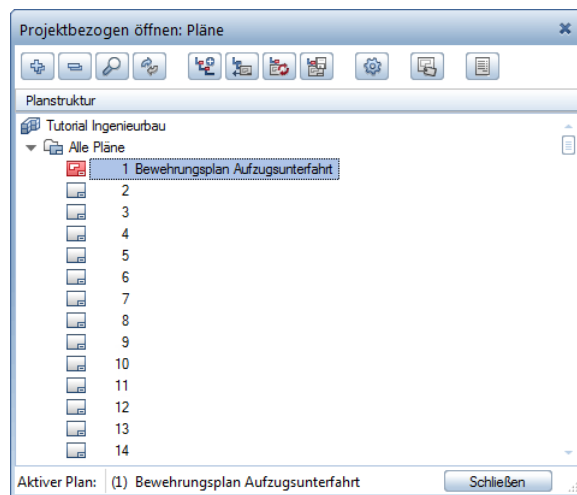 Projektbezogen öffnen: Pläne
Planstruktur
Tutorial Ingenieurbau
Alle Pläne
1 Bewehrungsplan Aufzugsunterfahrt
2
3
4
5
6
7
8
9
10
11
12
13
14
Aktiver Plan: (1) Bewehrungsplan Aufzugsunterfahrt Schließen